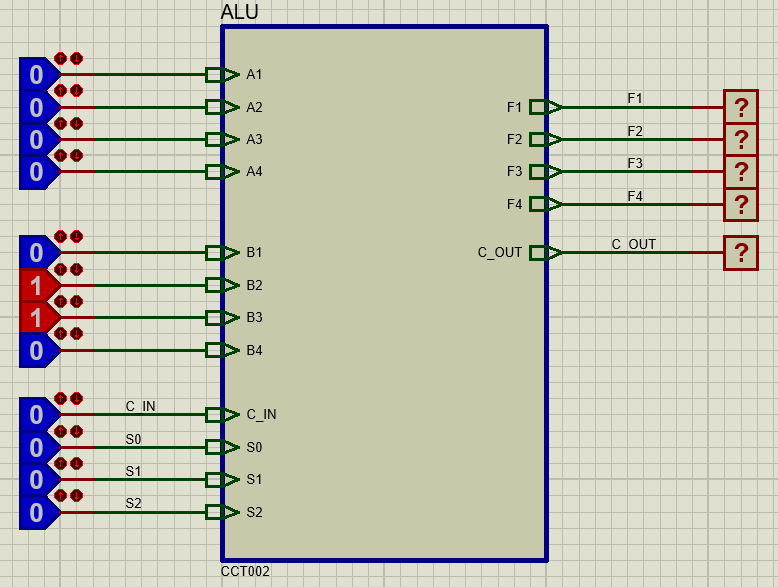 ALU
0 A1
0 A2
0 A3
0 A4
F1 F1 ?
F2 F2 ?
F3 F3 ?
F4 F4 ?
0 B1
C_OUT C_OUT ?
1 B2
1 B3
0 B4
0 C_IN C_IN
0 S0 S0
0 S1 S1
0 S2 S2
CCT002